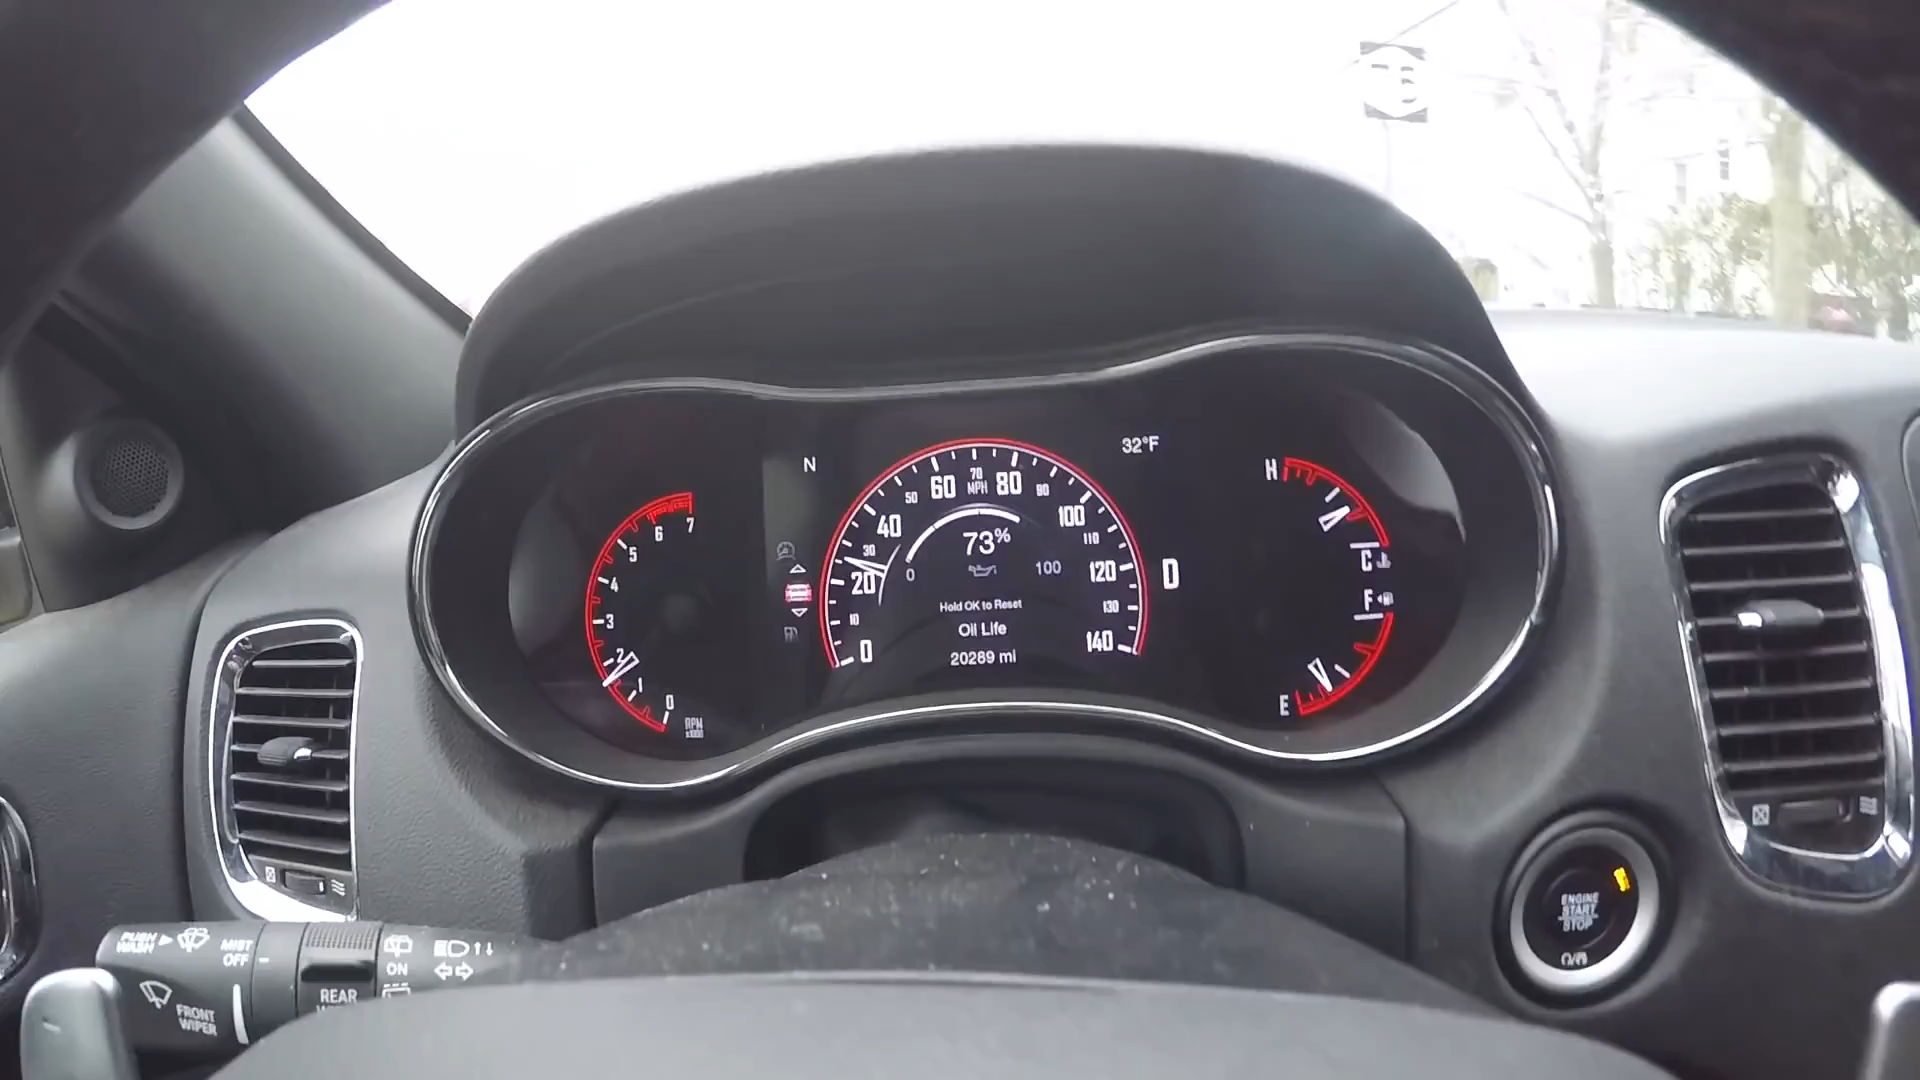 N
32°F
7
6
5
4
3
2
1
0
RPM
x1000
0
10
20
30
40
50
60
70
MPH
80
90
100
110
120
130
140
73%
0
100
Hold OK to Reset
Oil Life
20289 mi
D
H
C
F
E
ENGINE
START
STOP
PUSH
WASH
MIST
OFF
ON
FRONT
WIPER
REAR